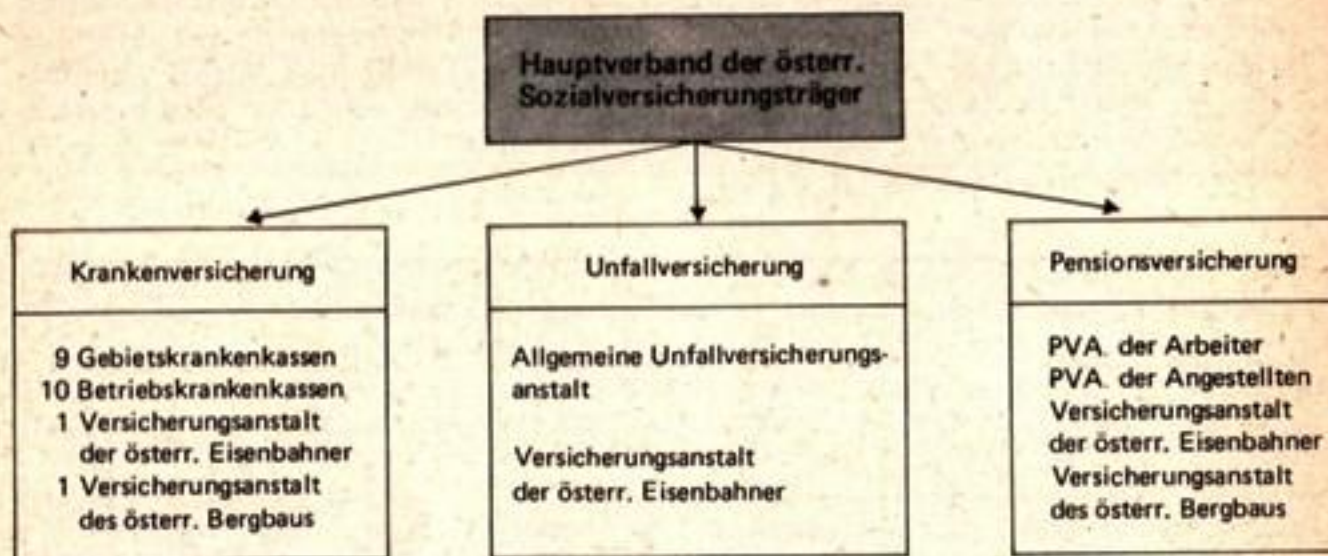 Hauptverband der österr.
Sozialversicherungsträger
Krankenversicherung
9 Gebietskrankenkassen
10 Betriebskrankenkassen
1 Versicherungsanstalt
der österr. Eisenbahner
1 Versicherungsanstalt
des österr. Bergbaus
Unfallversicherung
Allgemeine Unfallversicherungs-
anstalt
Versicherungsanstalt
der österr. Eisenbahner
Pensionsversicherung
PVA. der Arbeiter
PVA. der Angestellten
Versicherungsanstalt
der österr. Eisenbahner
Versicherungsanstalt
des österr. Bergbaus